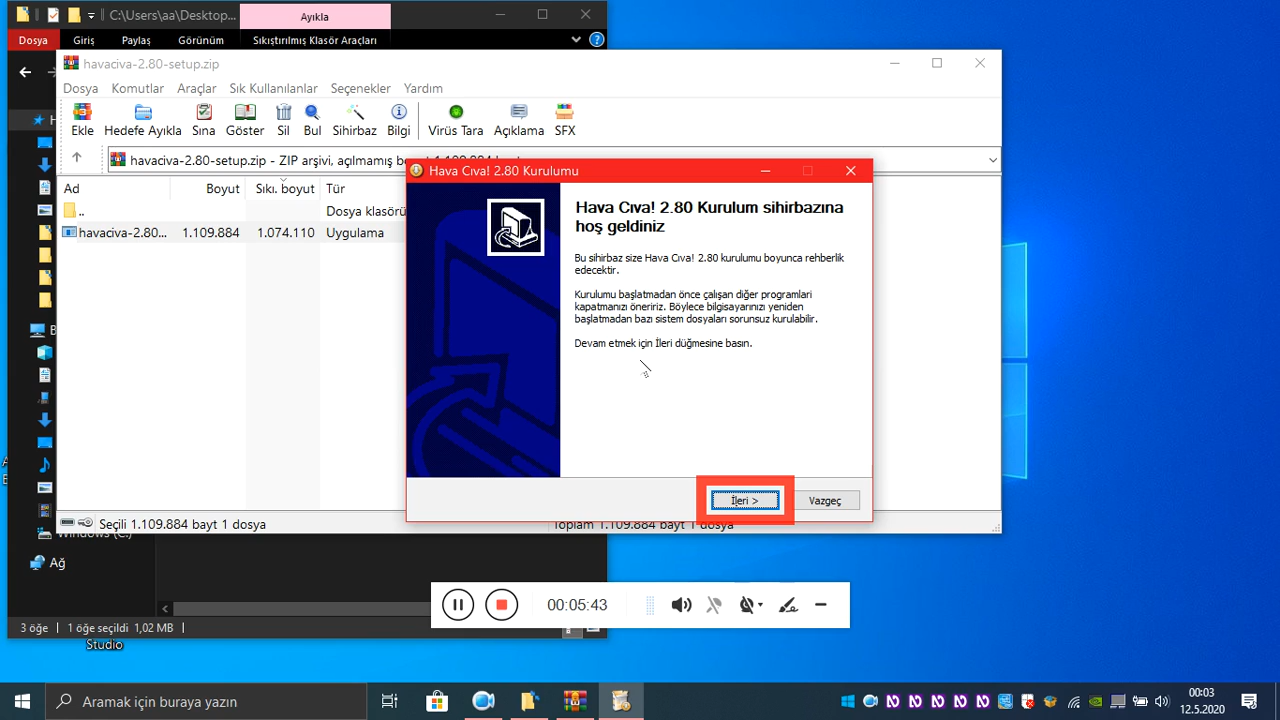 C:\Users\aa\Desktop...
Ayıkla
Dosya
Giriş
Paylaş
Görünüm
Sıkıştırılmış Klasör Araçları
havaciva-2.80-setup.zip
Dosya
Komutlar
Araçlar
Sık Kullanılanlar
Seçenekler
Yardım
Ekle
Hedefe Ayıkla
Sına
Göster
Sil
Bul
Sihirbaz
Bilgi
Virüs Tara
Açıklama
SFX
havaciva-2.80-setup.zip - ZIP arşivi, açılmamış
Ad
Boyut
Sıkı. boyut
Tür
..
Dosya klasörü
havaciva-2.80...
1.109.884
1.074.110
Uygulama
Hava Cıva! 2.80 Kurulumu
Hava Cıva! 2.80 Kurulum sihirbazına
hoş geldiniz
Bu sihirbaz size Hava Cıva! 2.80 kurulumu boyunca rehberlik
edecektir.
Kurulumu başlatmadan önce çalışan diğer programlari
kapatmanızı öneririz. Böylece bilgisayarınızı yeniden
başlatmadan bazı sistem dosyaları sorunsuz kurulabilir.
Devam etmek için İleri düğmesine basın.
İleri >
Vazgeç
Seçili 1.109.884 bayt 1 dosya
Toplam 1.109.884 bayt 1 dosya
Windows (C:)
Ağ
00:05:43
3 öğe
1 öğe seçildi 1,02 MB
Studio
Aramak için buraya yazın
00:03
12.5.2020